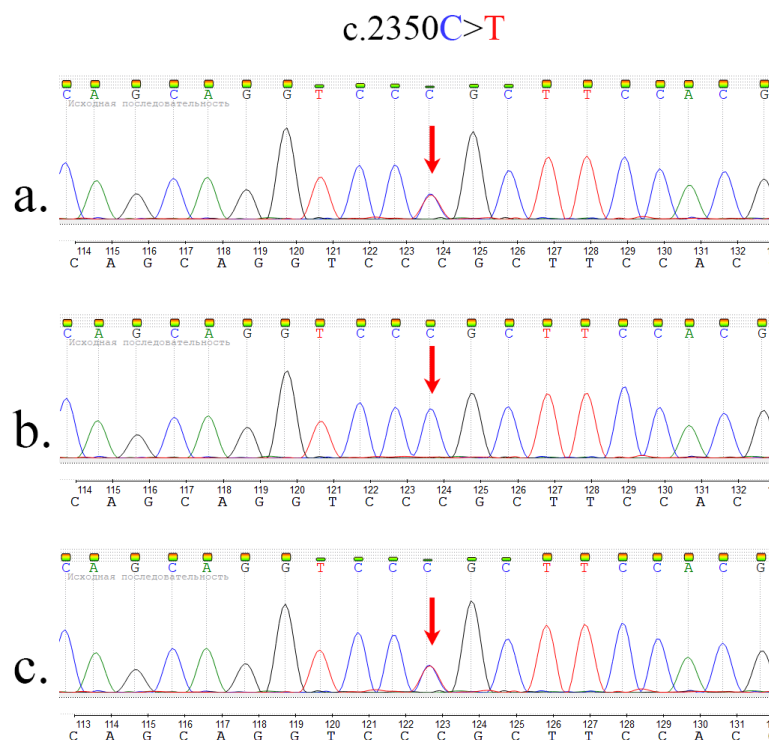 c.2350C>T
C A G C A G G T C C C G C T T C C A C G
Исходная последовательность
a.
114 115 116 117 118 119 120 121 122 123 124 125 126 127 128 129 130 131 132
C A G C A G G T C C C G C T T C C A C
C A G C A G G T C C C G C T T C C A C G
Исходная последовательность
b.
114 115 116 117 118 119 120 121 122 123 124 125 126 127 128 129 130 131 132
C A G C A G G T C C C G C T T C C A C
C A G C A G G T C C C G C T T C C A C G
Исходная последовательность
c.
113 114 115 116 117 118 119 120 121 122 123 124 125 126 127 128 129 130 131
C A G C A G G T C C C G C T T C C A C